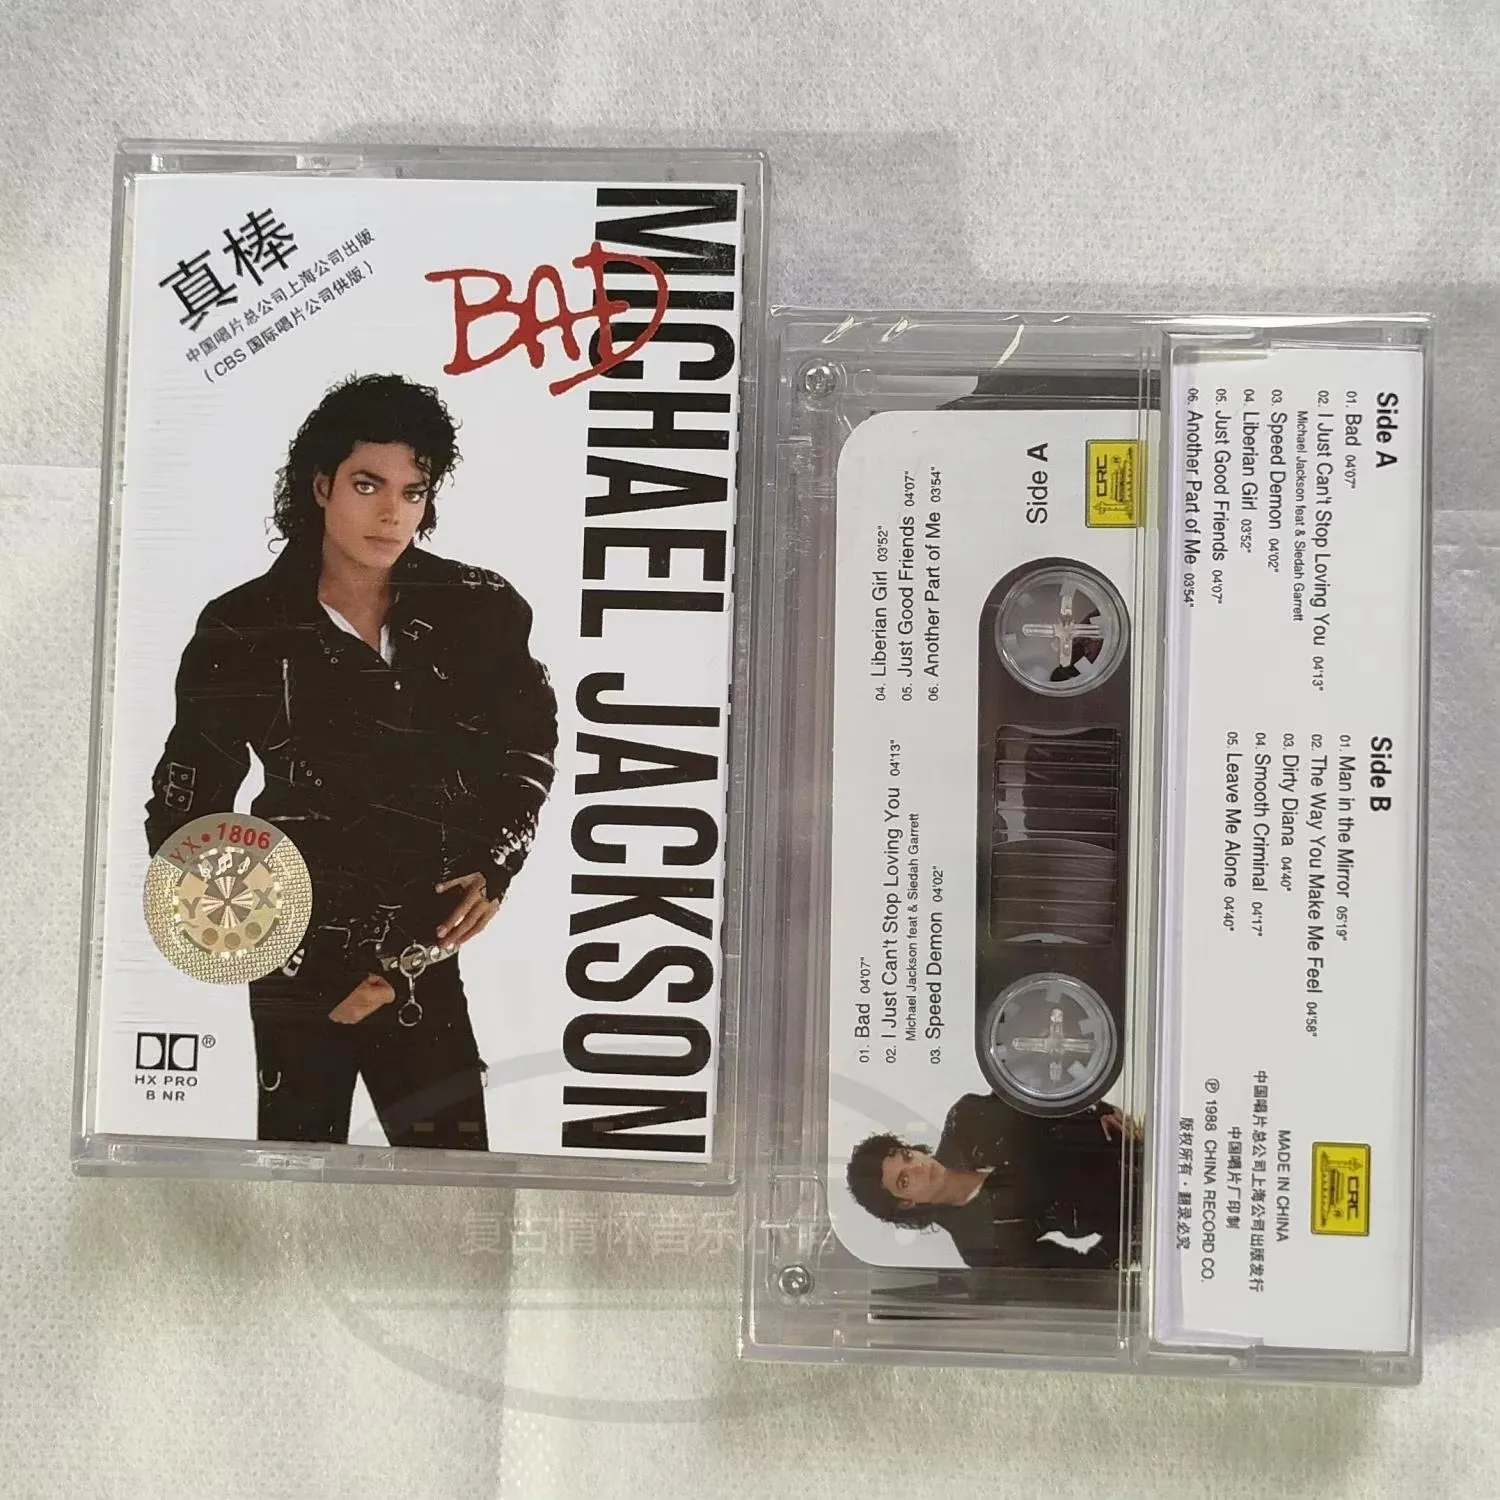 真棒
中国唱片总公司上海公司出版
(CBS 国际唱片公司供版)
BAD
MICHAEL JACKSON
YX•1806
Y X
HX PRO
B NR
®
Side A
01. Bad 04'07"
02. I Just Can't Stop Loving You 04'13"
Michael Jackson feat & Siedah Garrett
03. Speed Demon 04'02"
04. Liberian Girl 03'52"
05. Just Good Friends 04'07"
06. Another Part of Me 03'54"
CRC
Side A
01. Bad 04'07"
02. I Just Can't Stop Loving You 04'13"
Michael Jackson feat & Siedah Garrett
03. Speed Demon 04'02"
04. Liberian Girl 03'52"
05. Just Good Friends 04'07"
06. Another Part of Me 03'54"
Side B
01. Man in the Mirror 05'19"
02. The Way You Make Me Feel 04'58"
03. Dirty Diana 04'40"
04. Smooth Criminal 04'17"
05. Leave Me Alone 04'40"
CRC
MADE IN CHINA
中国唱片总公司上海公司出版发行
中国唱片厂印制
℗ 1988 CHINA RECORD CO.
版权所有·翻录必究
复古情怀音乐小